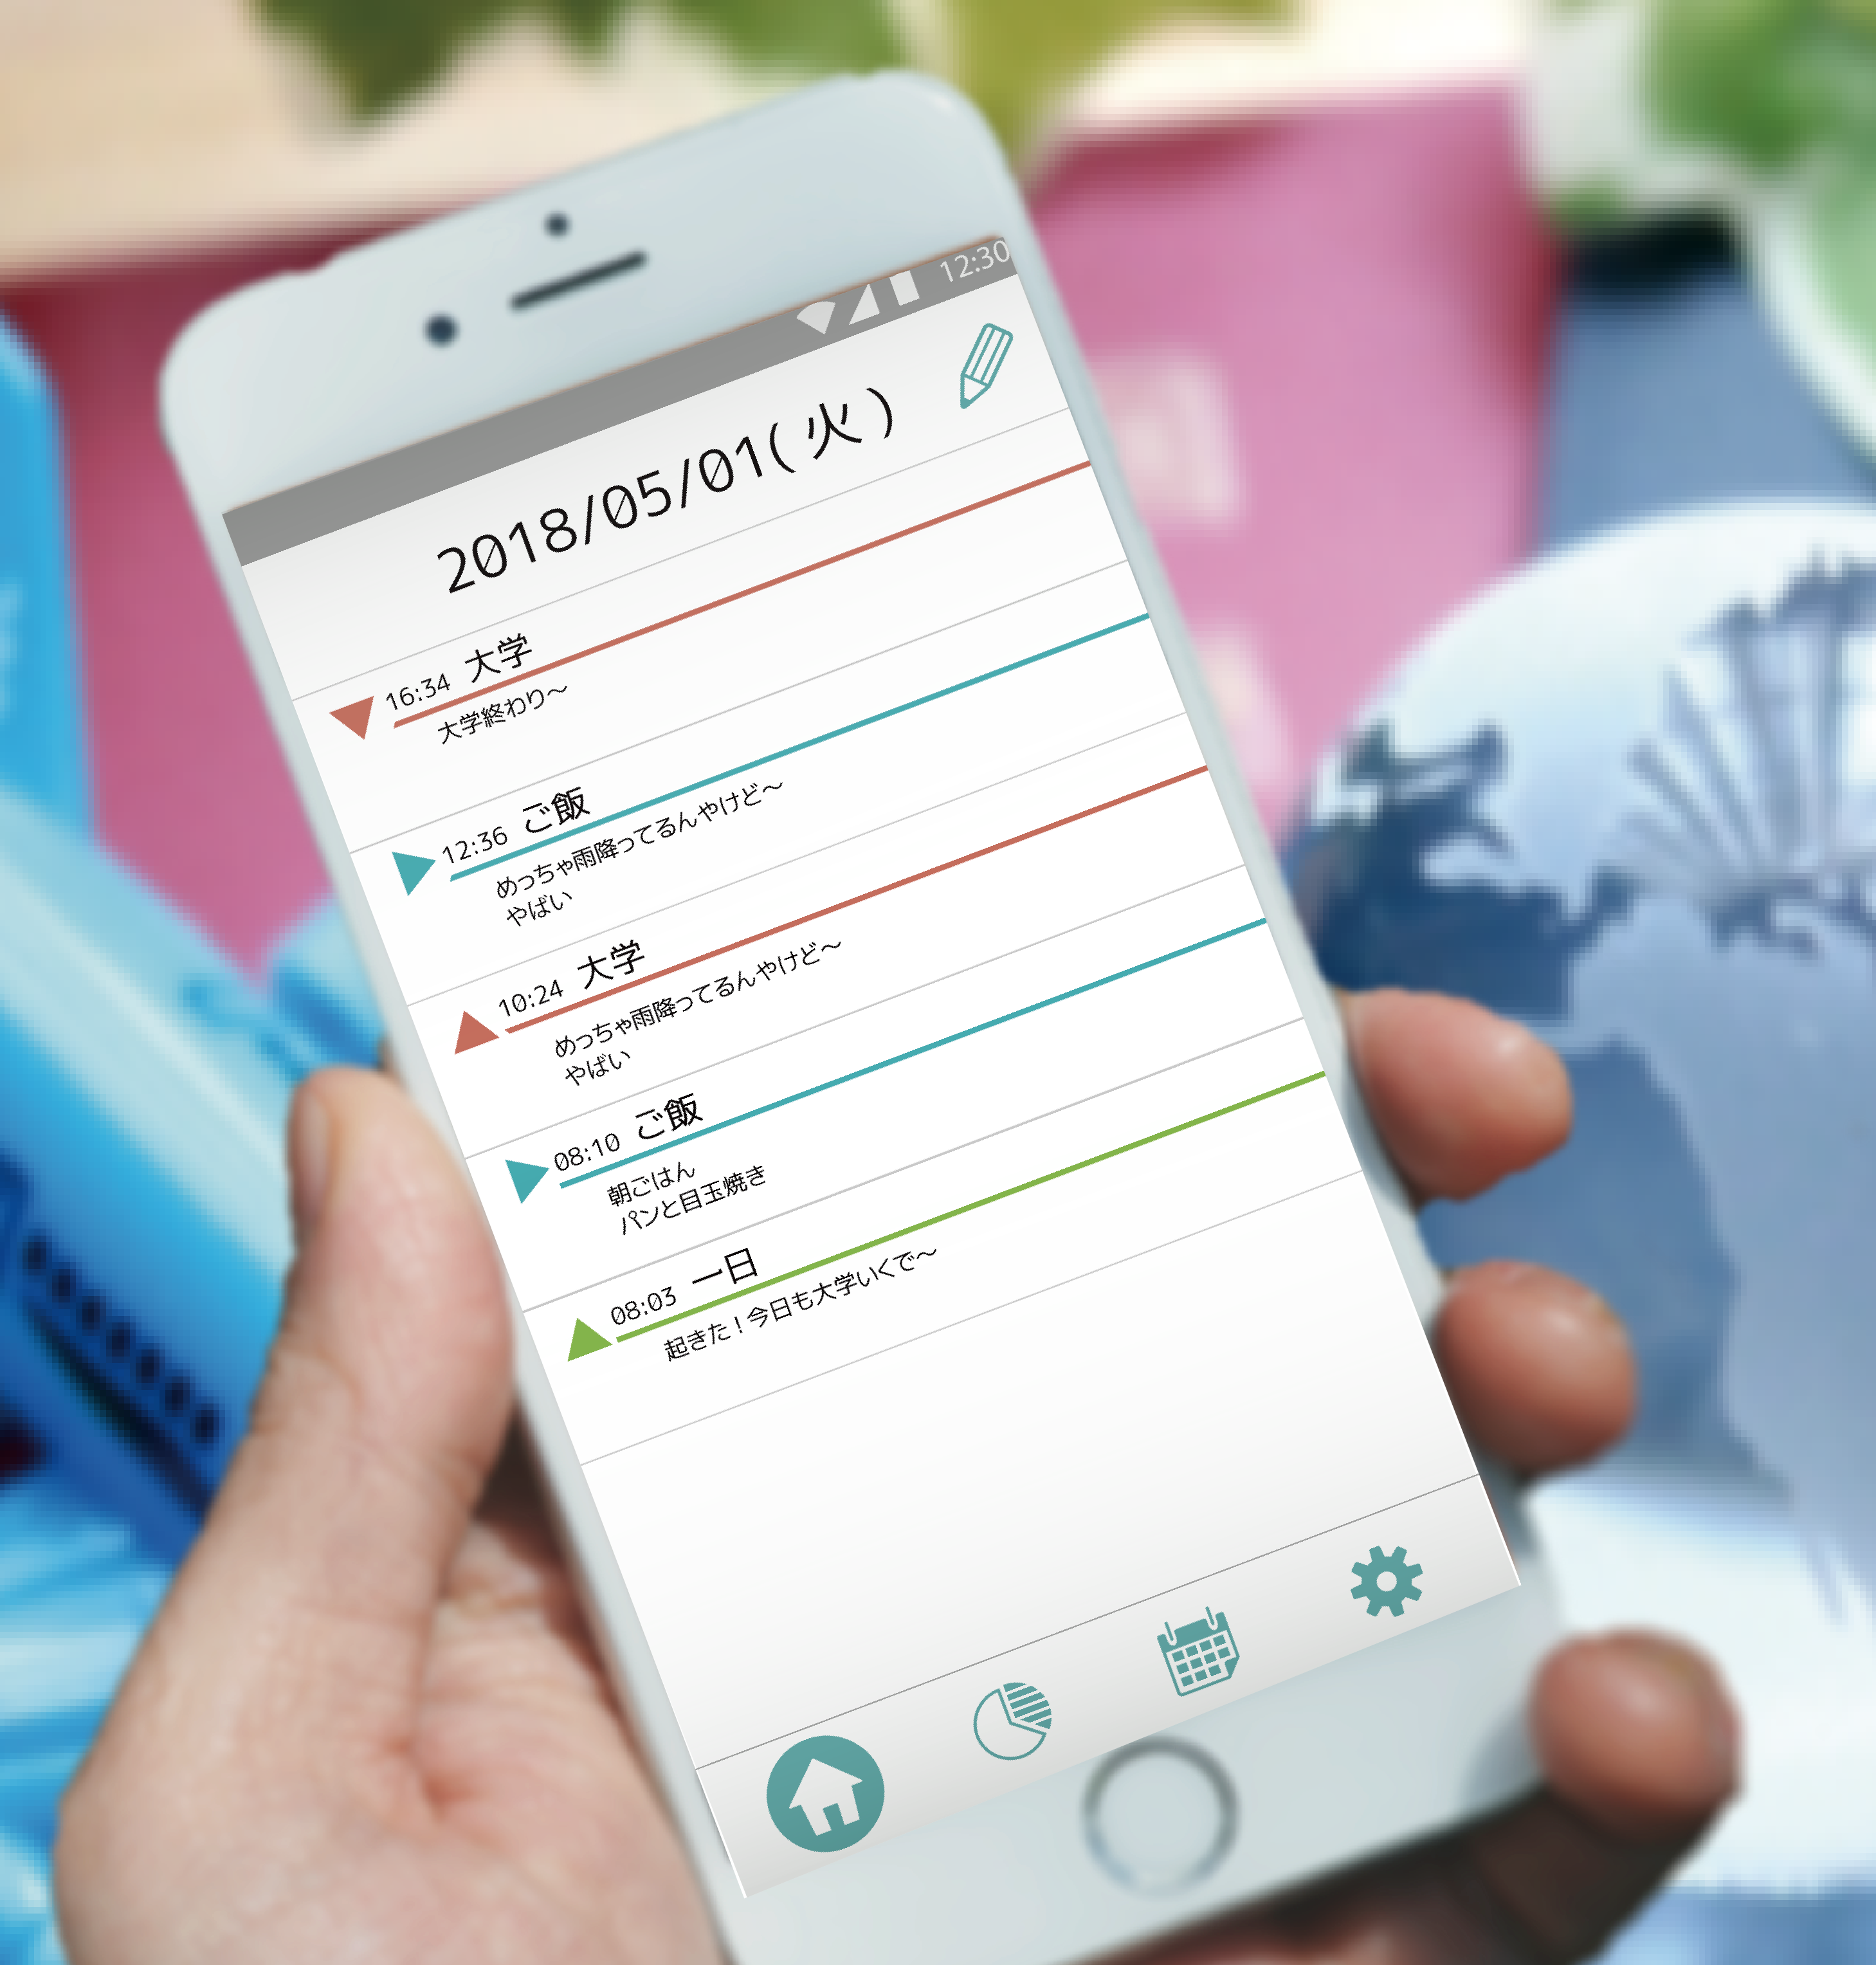 12:30
2018/05/01(火)
16:34 大学
大学終わり～
12:36 ご飯
めっちゃ雨降ってるんやけど～
やばい
10:24 大学
めっちゃ雨降ってるんやけど～
やばい
08:10 ご飯
朝ごはん
パンと目玉焼き
08:03 一日
起きた！今日も大学いくで～